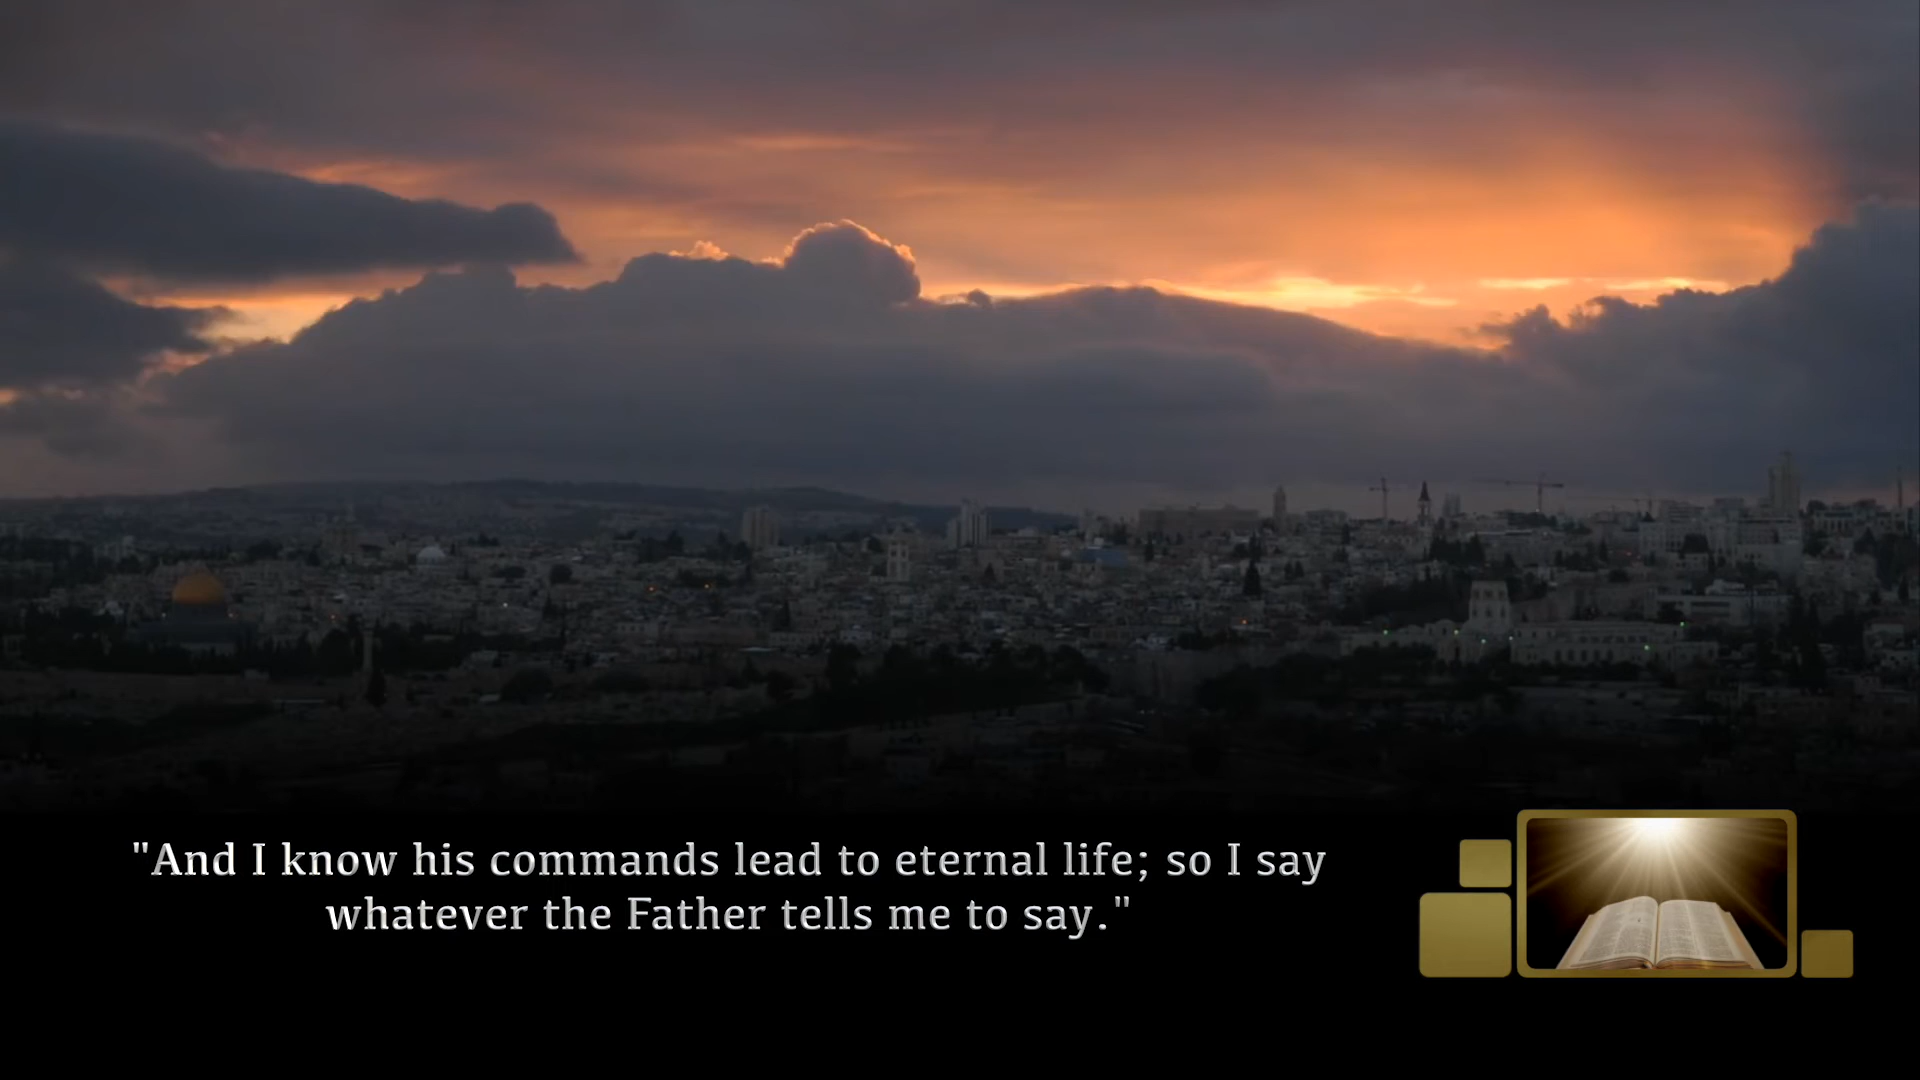 "And I know his commands lead to eternal life; so I say
whatever the Father tells me to say."